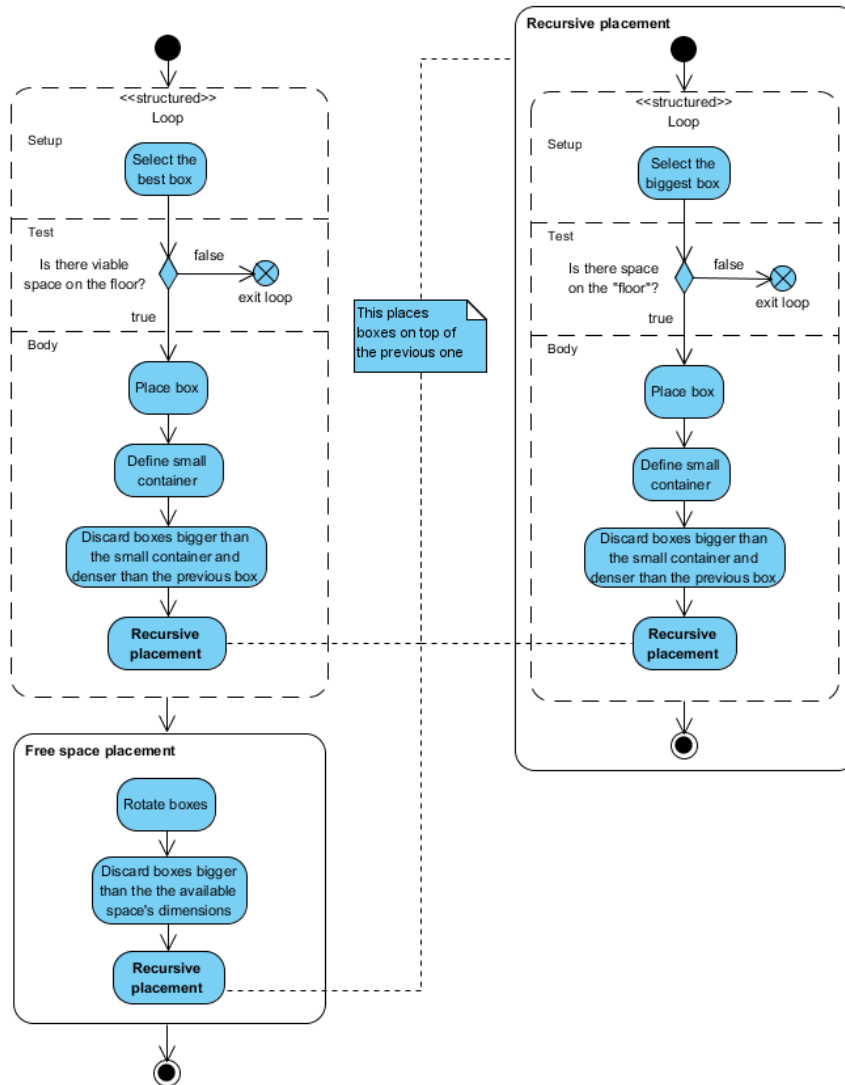 <<structured>>
Loop
Setup
Select the
best box
Test
Is there viable
space on the floor?
false
exit loop
true
Body
Place box
Define small
container
Discard boxes bigger than
the small container and
denser than the previous box
Recursive
placement
Free space placement
Rotate boxes
Discard boxes bigger
than the the available
space's dimensions
Recursive
placement
This places
boxes on top of
the previous one
Recursive placement
<<structured>>
Loop
Setup
Select the
biggest box
Test
Is there space
on the "floor"?
false
exit loop
true
Body
Place box
Define small
container
Discard boxes bigger than
the small container and
denser than the previous box
Recursive
placement